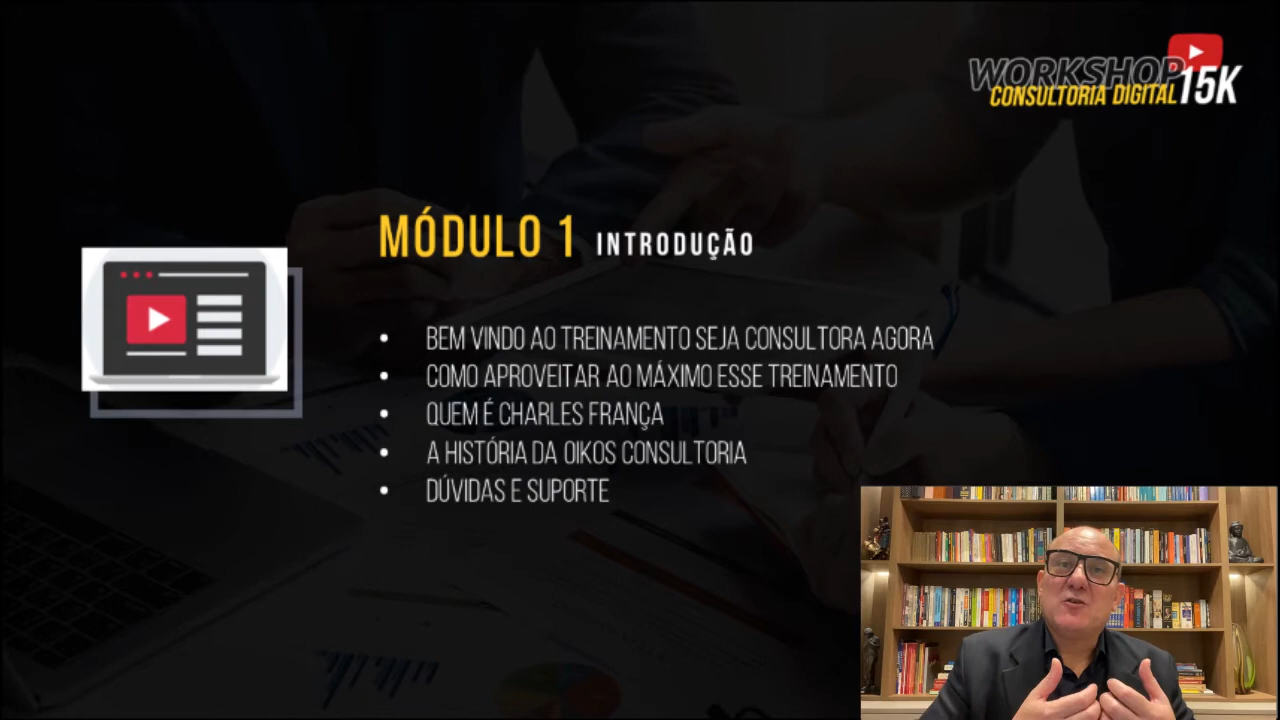 WORKSHOP
CONSULTORIA DIGITAL 15K
MÓDULO 1 INTRODUÇÃO
• BEM VINDO AO TREINAMENTO SEJA CONSULTORA AGORA
• COMO APROVEITAR AO MÁXIMO ESSE TREINAMENTO
• QUEM É CHARLES FRANÇA
• A HISTÓRIA DA OIKOS CONSULTORIA
• DÚVIDAS E SUPORTE